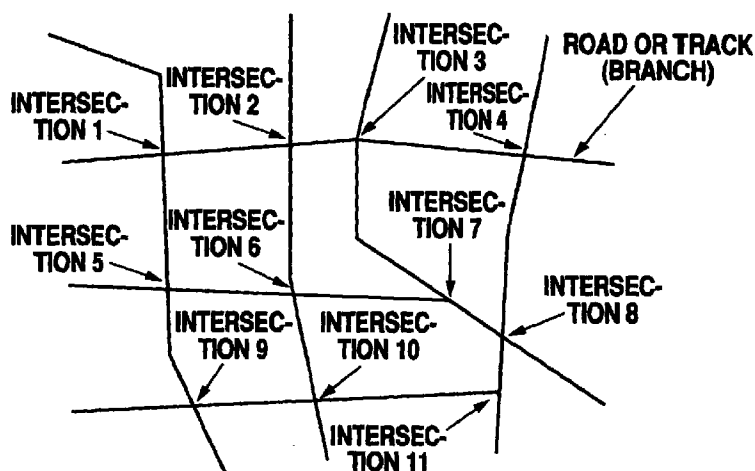 INTERSEC-
TION 1
INTERSEC-
TION 2
INTERSEC-
TION 3
INTERSEC-
TION 4
ROAD OR TRACK
(BRANCH)
INTERSEC-
TION 5
INTERSEC-
TION 6
INTERSEC-
TION 7
INTERSEC-
TION 8
INTERSEC-
TION 9
INTERSEC-
TION 10
INTERSEC-
TION 11